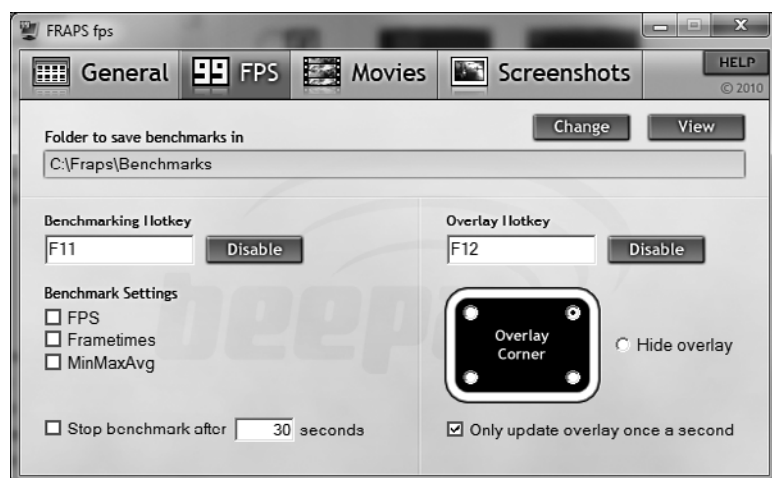 FRAPS fps
General 99 FPS Movies Screenshots HELP
© 2010
Folder to save benchmarks in Change View
C:\Fraps\Benchmarks
Benchmarking Hotkey Overlay Hotkey
F11 Disable F12 Disable
Benchmark Settings
FPS
Frametimes
MinMaxAvg
Overlay
Corner
Hide overlay
Stop benchmark after 30 seconds Only update overlay once a second